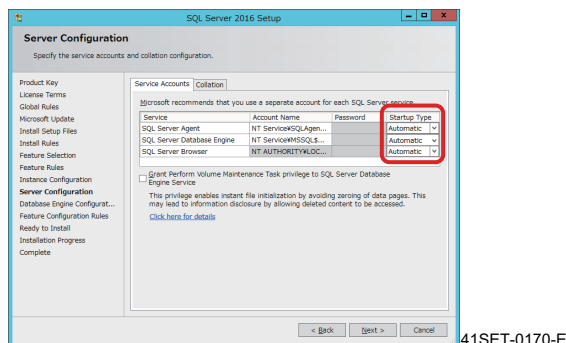 SQL Server 2016 Setup
Server Configuration
Specify the service accounts and collation configuration.
Product Key
License Terms
Global Rules
Microsoft Update
Install Setup Files
Install Rules
Feature Selection
Feature Rules
Instance Configuration
Server Configuration
Database Engine Configurat...
Feature Configuration Rules
Ready to Install
Installation Progress
Complete
Service Accounts Collation
Microsoft recommends that you use a separate account for each SQL Server service.
Service Account Name Password Startup Type
SQL Server Agent NT Service¥SQLAgen... Automatic
SQL Server Database Engine NT Service¥MSSQL$... Automatic
SQL Server Browser NT AUTHORITY¥LOC... Automatic
Grant Perform Volume Maintenance Task privilege to SQL Server Database
Engine Service
This privilege enables instant file initialization by avoiding zeroing of data pages. This
may lead to information disclosure by allowing deleted content to be accessed.
Click here for details
< Back Next > Cancel
41SET-0170-E